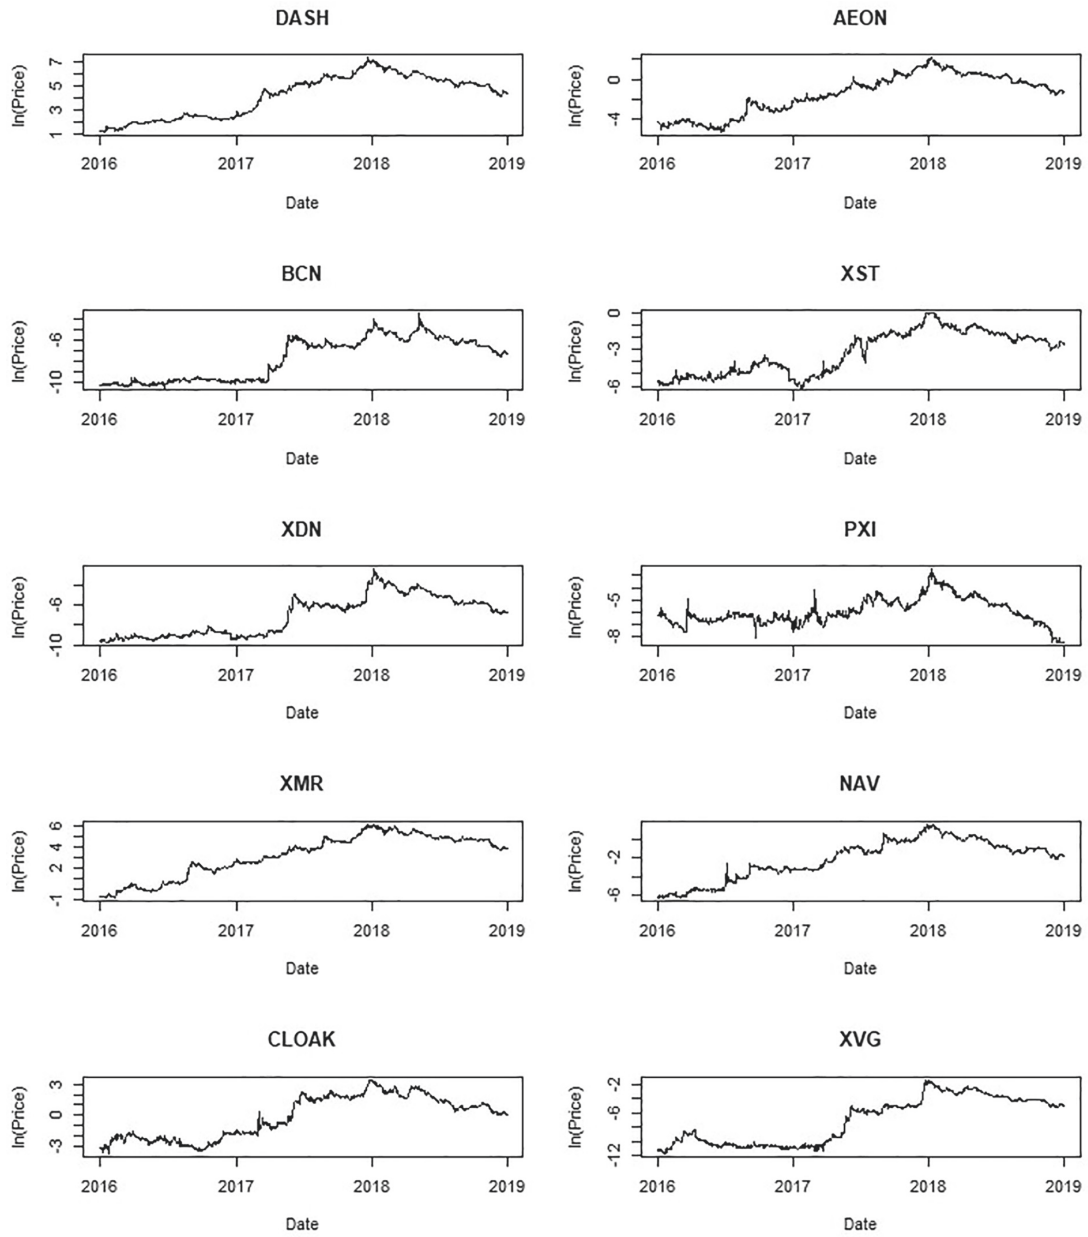 DASH
ln(Price)
7
5
3
1
2016 2017 2018 2019
Date
AEON
ln(Price)
0
-4
2016 2017 2018 2019
Date
BCN
ln(Price)
-6
-10
2016 2017 2018 2019
Date
XST
ln(Price)
0
-3
-6
2016 2017 2018 2019
Date
XDN
ln(Price)
-6
-10
2016 2017 2018 2019
Date
PXI
ln(Price)
-5
-8
2016 2017 2018 2019
Date
XMR
ln(Price)
6
4
2
-1
2016 2017 2018 2019
Date
NAV
ln(Price)
-2
-6
2016 2017 2018 2019
Date
CLOAK
ln(Price)
3
0
-3
2016 2017 2018 2019
Date
XVG
ln(Price)
-2
-6
-12
2016 2017 2018 2019
Date